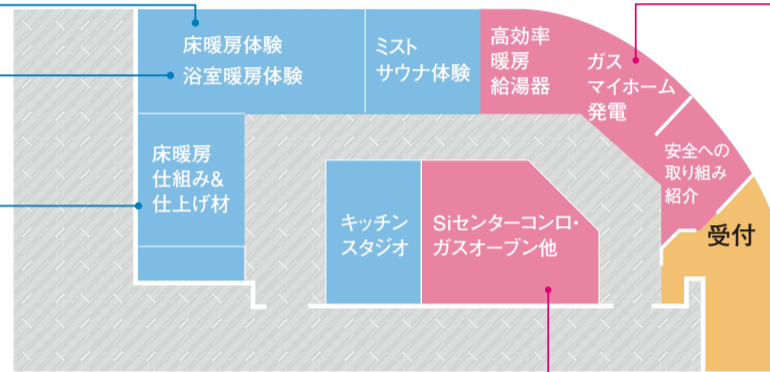 床暖房体験
浴室暖房体験
ミスト
サウナ体験
高効率
暖房
給湯器
ガス
マイホーム
発電
安全への
取り組み
紹介
受付
床暖房
仕組み&
仕上げ材
キッチン
スタジオ
Siセンターコンロ・
ガスオーブン他